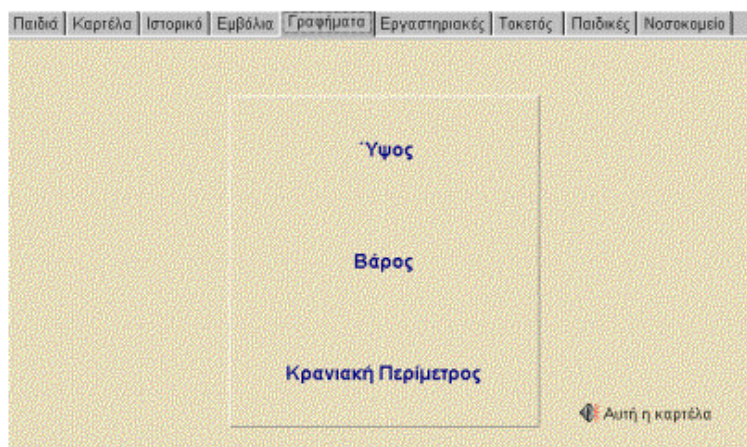 Παιδιά Καρτέλα Ιστορικό Εμβόλια Γραφήματα Εργαστηριακές Τοκετός Παιδικές Νοσοκομείο
Ύψος
Βάρος
Κρανιακή Περίμετρος
Αυτή η καρτέλα